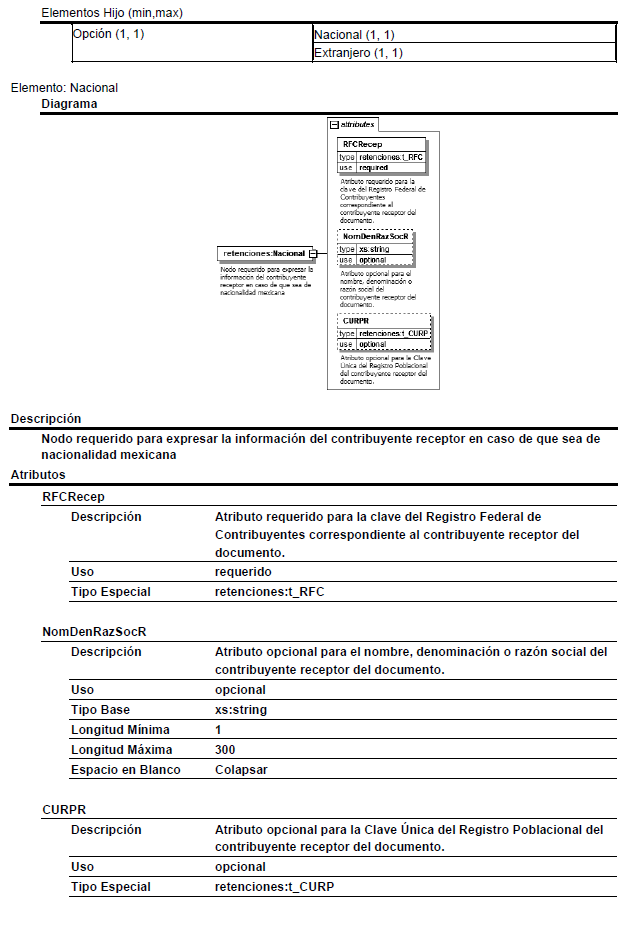 Elementos Hijo (min,max)
Opción (1, 1)
Nacional (1, 1)
Extranjero (1, 1)
Elemento: Nacional
Diagrama
attributes
RFCRecep
type retenciones:t_RFC
use required
Atributo requerido para la
clave del Registro Federal de
Contribuyentes
correspondiente al
contribuyente receptor del
documento.
NomDenRazSocR
type xs:string
use optional
Atributo opcional para el
nombre, denominación o
razón social del
contribuyente receptor del
documento.
CURPR
type retenciones:t_CURP
use optional
Atributo opcional para la Clave
Única del Registro Poblacional
del contribuyente receptor del
documento.
retenciones:Nacional
Nodo requerido para expresar la
información del contribuyente
receptor en caso de que sea de
nacionalidad mexicana
Descripción
Nodo requerido para expresar la información del contribuyente receptor en caso de que sea de
nacionalidad mexicana
Atributos
RFCRecep
Descripción Atributo requerido para la clave del Registro Federal de
Contribuyentes correspondiente al contribuyente receptor del
documento.
Uso requerido
Tipo Especial retenciones:t_RFC
NomDenRazSocR
Descripción Atributo opcional para el nombre, denominación o razón social del
contribuyente receptor del documento.
Uso opcional
Tipo Base xs:string
Longitud Mínima 1
Longitud Máxima 300
Espacio en Blanco Colapsar
CURPR
Descripción Atributo opcional para la Clave Única del Registro Poblacional del
contribuyente receptor del documento.
Uso opcional
Tipo Especial retenciones:t_CURP